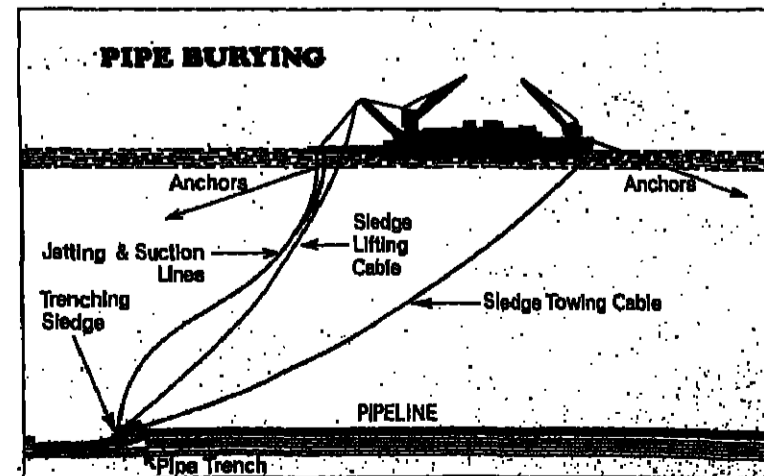 PIPE BURYING
Anchors
Anchors
Jetting & Suction
Lines
Sledge
Lifting
Cable
Trenching
Sledge
Sledge Towing Cable
PIPELINE
Pipe Trench